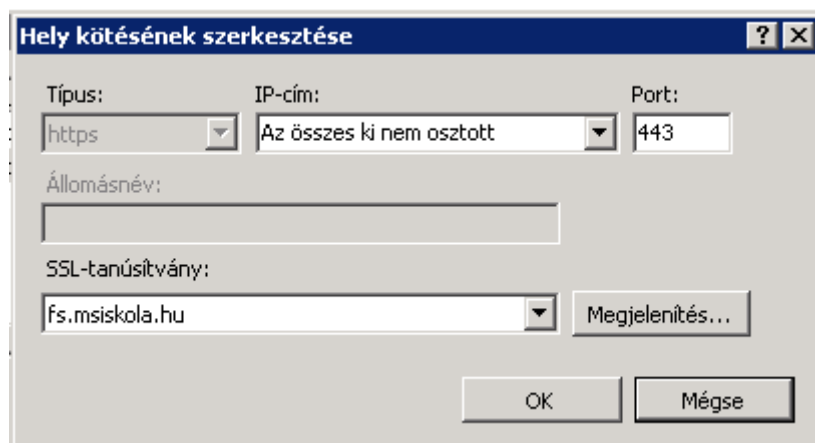 Hely kötésének szerkesztése
Típus: IP-cím: Port:
https Az összes ki nem osztott 443
Állomásnév:
SSL-tanúsítvány:
fs.msiskola.hu Megjelenítés...
OK Mégse